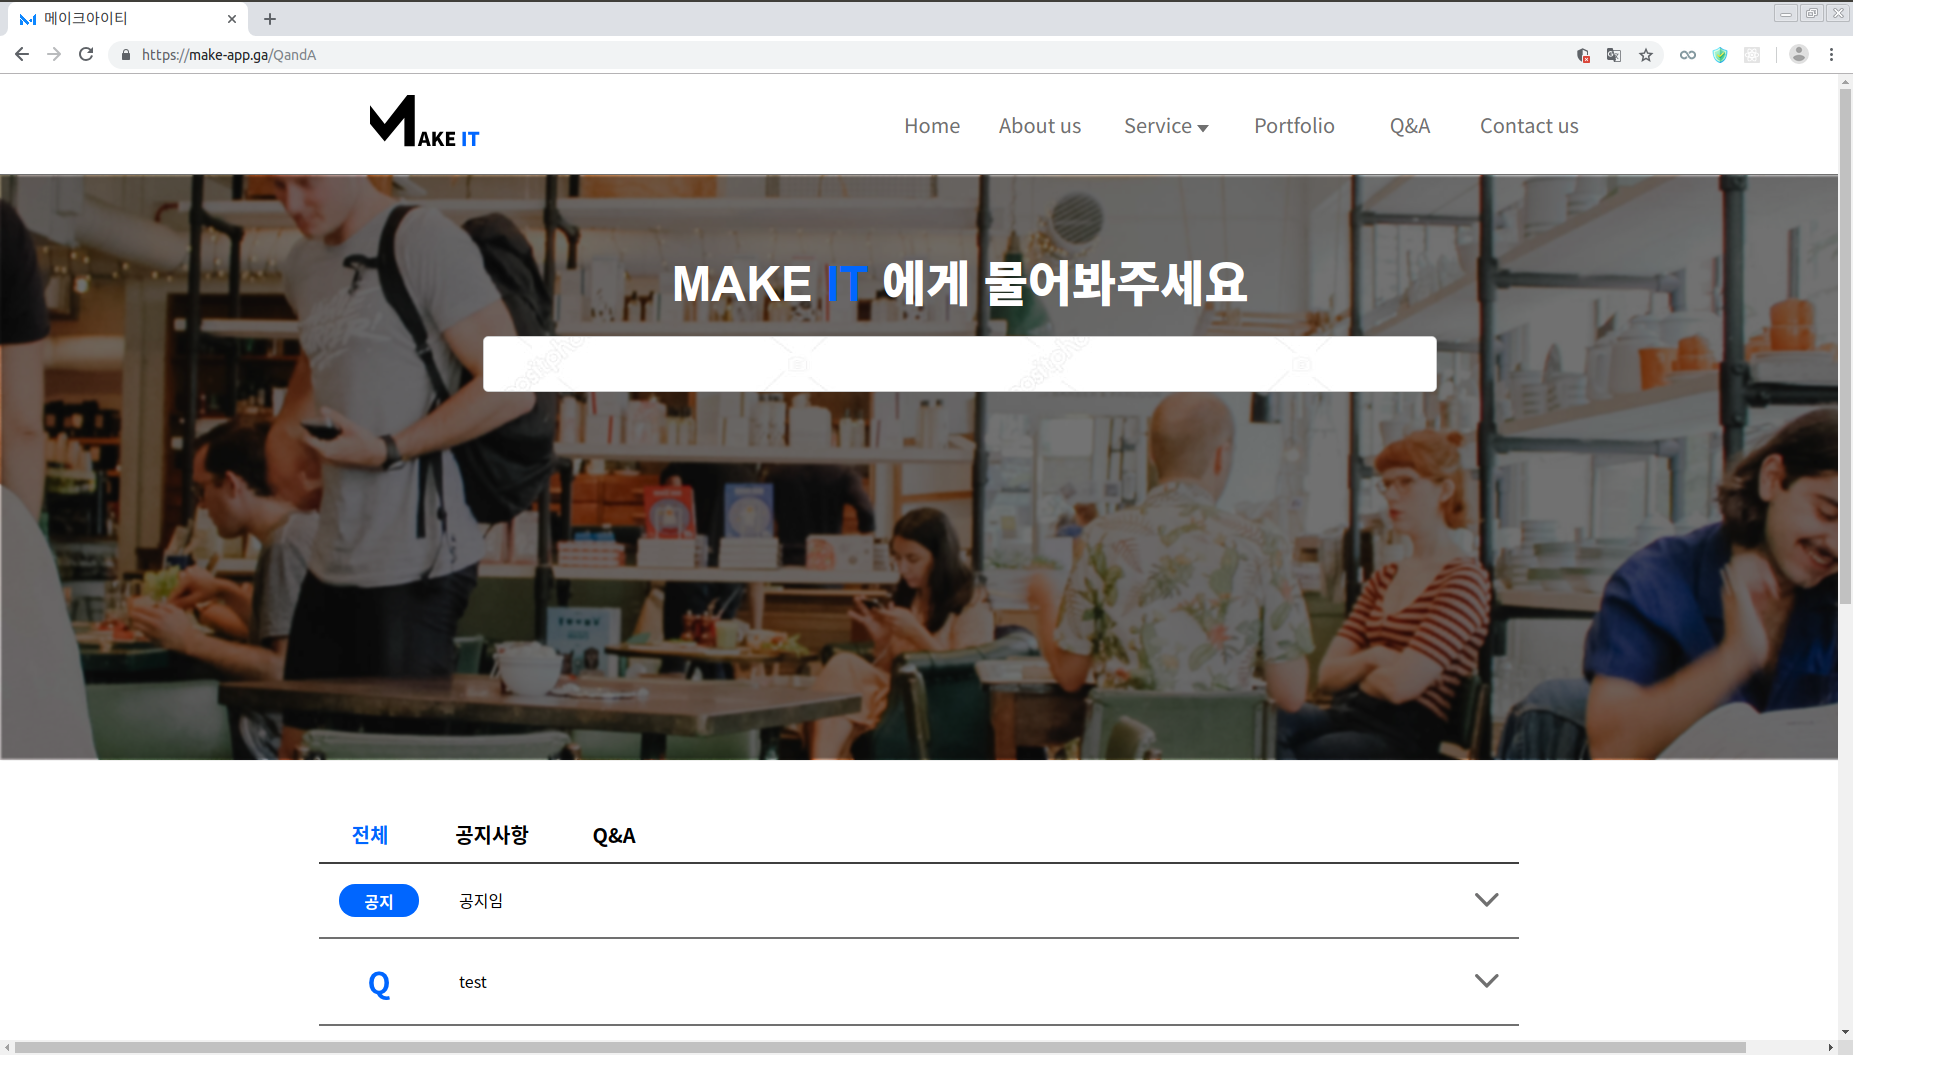 메이크아이티
https://make-app.ga/QandA
MAKE IT
Home About us Service Portfolio Q&A Contact us
MAKE IT 에게 물어봐주세요
전체 공지사항 Q&A
공지 공지임
Q test